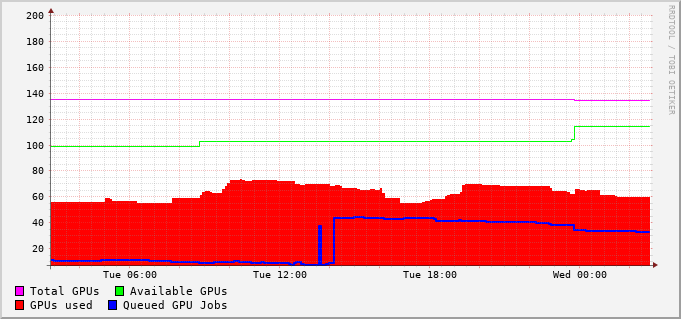 200
180
160
140
120
100
80
60
40
20
Tue 06:00 Tue 12:00 Tue 18:00 Wed 00:00
Total GPUs Available GPUs
GPUs used Queued GPU Jobs
RRDTOOL / TOBI OETIKER